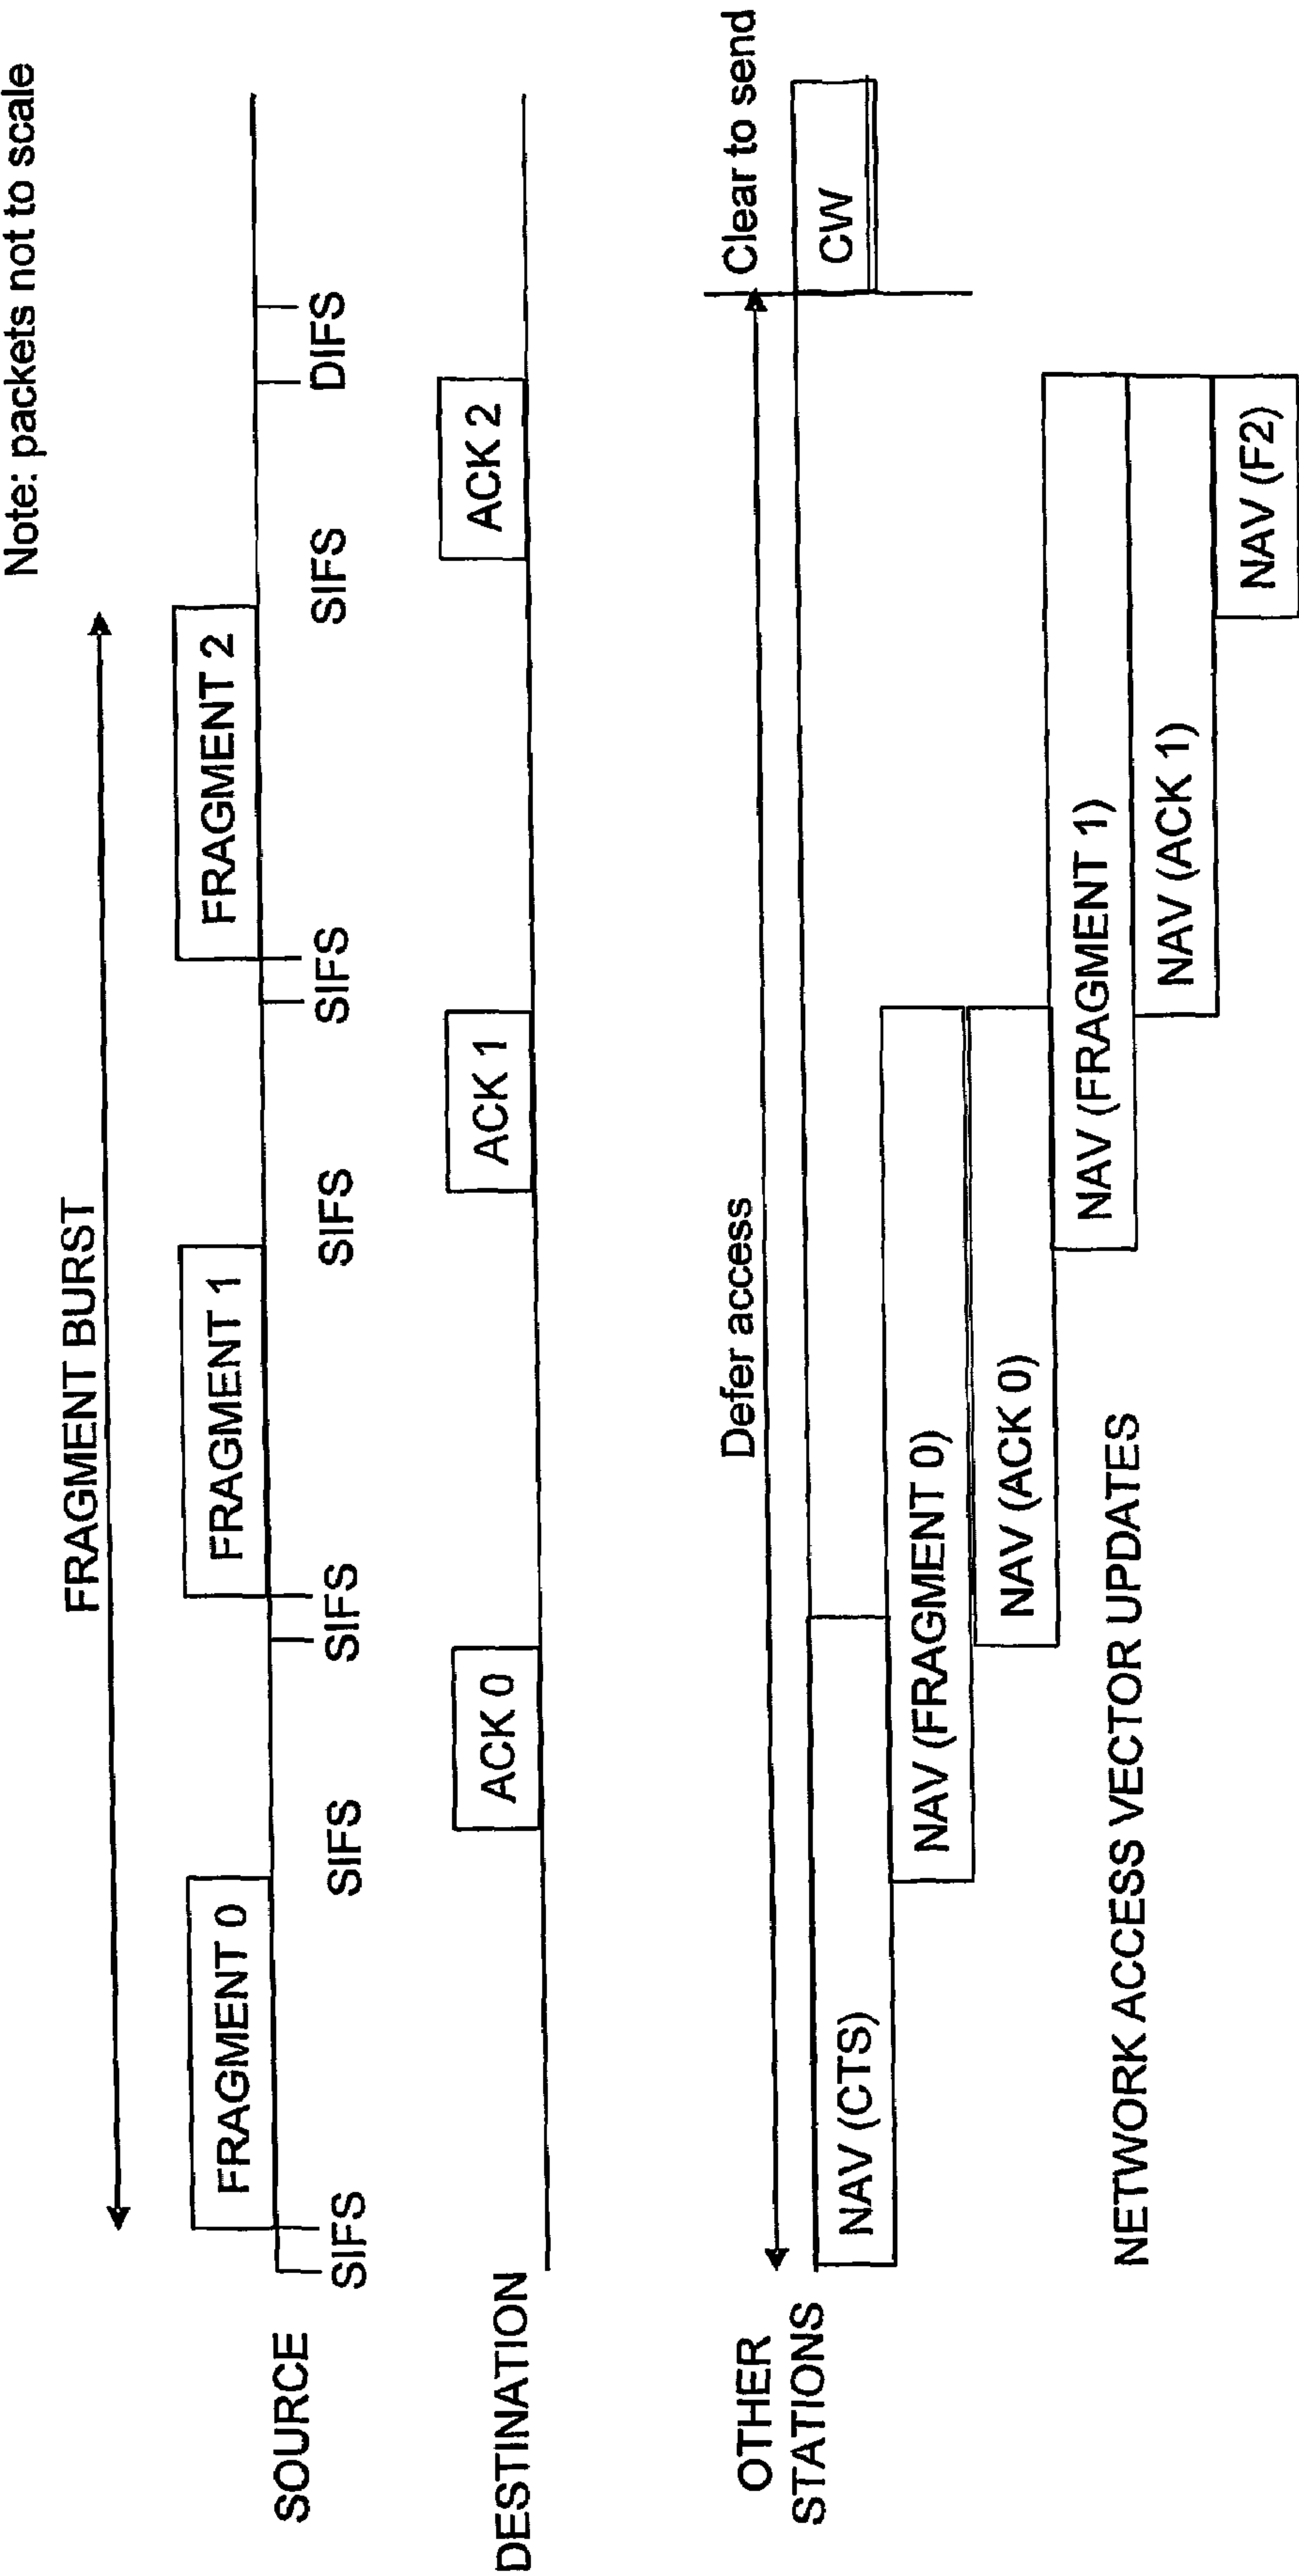 Note: packets not to scale
FRAGMENT BURST
FRAGMENT 0
FRAGMENT 1
FRAGMENT 2
SOURCE
SIFS
SIFS
SIFS
SIFS
SIFS
SIFS
DIFS
ACK 0
ACK 1
ACK 2
DESTINATION
Defer access
Clear to send
OTHER
STATIONS
NAV (CTS)
CW
NAV (FRAGMENT 0)
NAV (ACK 0)
NAV (FRAGMENT 1)
NAV (ACK 1)
NAV (F2)
NETWORK ACCESS VECTOR UPDATES